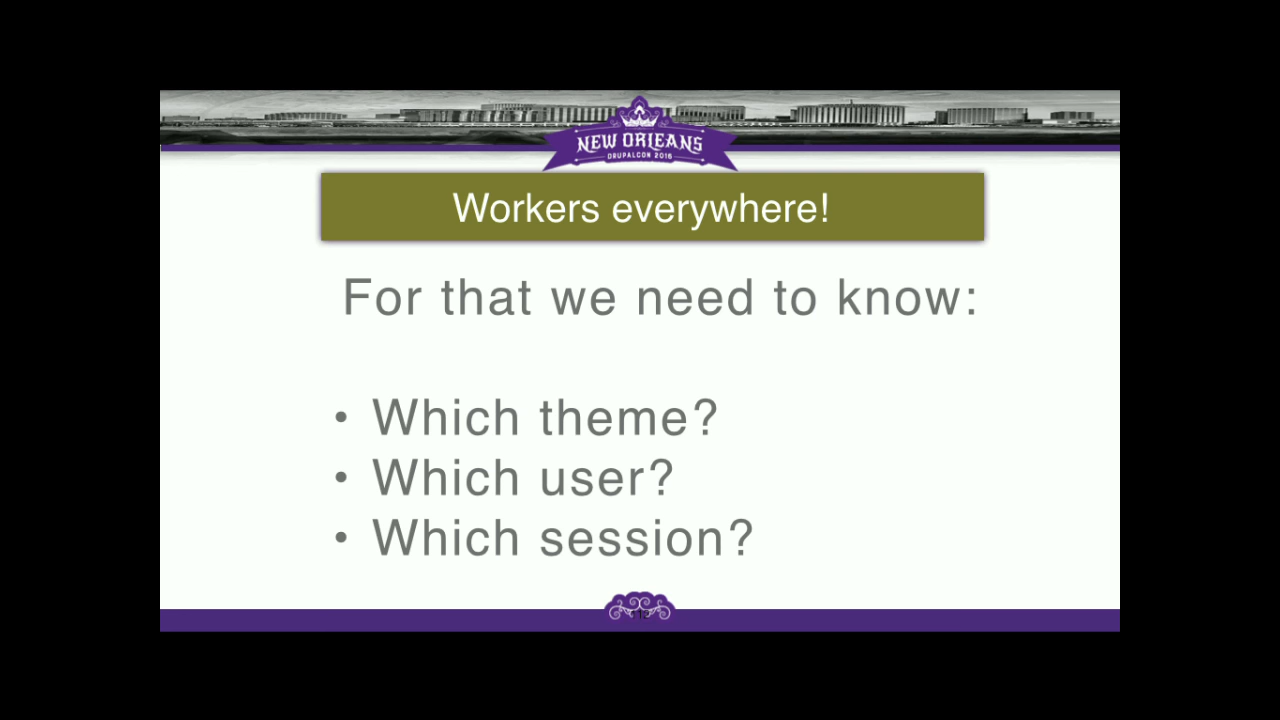 NEW ORLEANS
DRUPALCON 2016
Workers everywhere!
For that we need to know:
• Which theme?
• Which user?
• Which session?